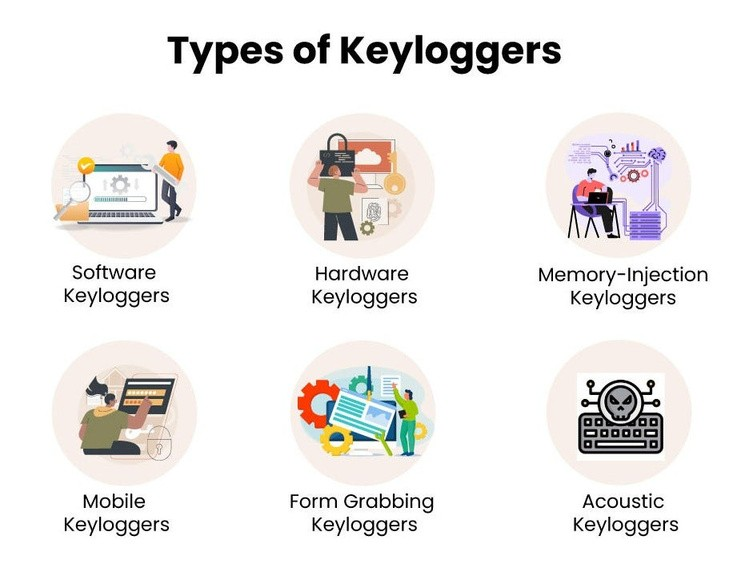 Types of Keyloggers
Software
Keyloggers
Hardware
Keyloggers
Memory-Injection
Keyloggers
Mobile
Keyloggers
Form Grabbing
Keyloggers
Acoustic
Keyloggers